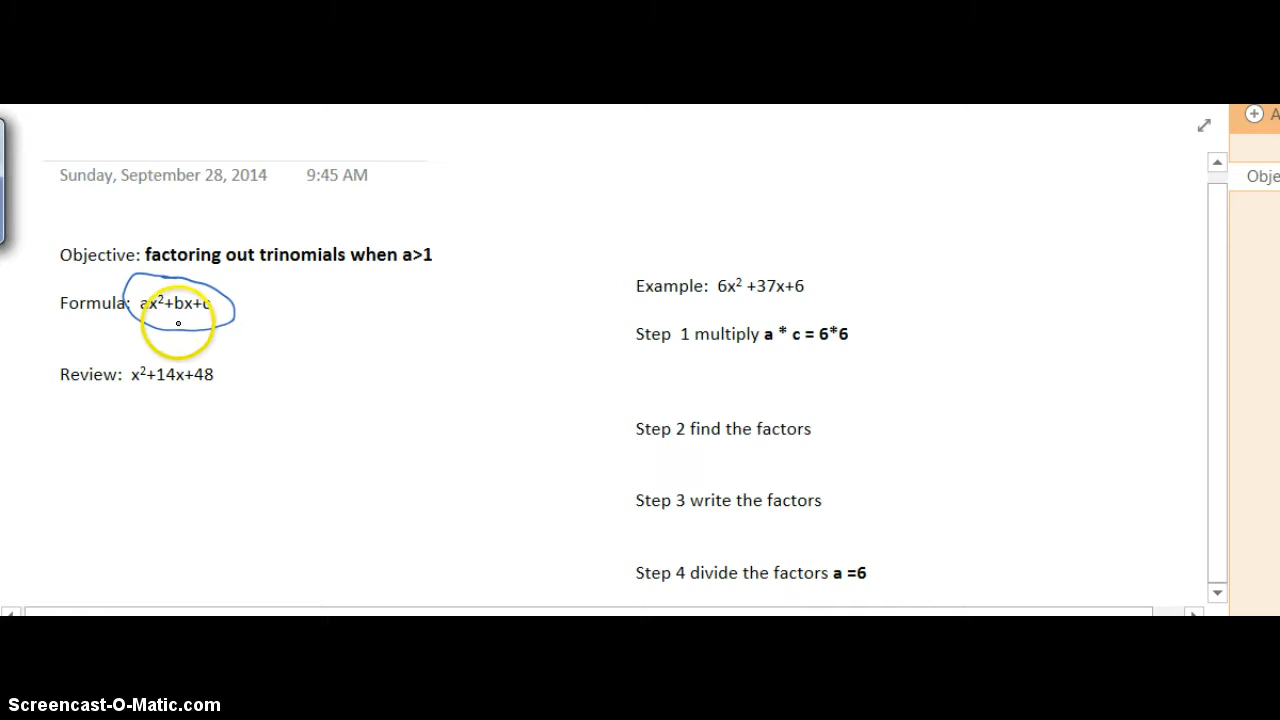 Sunday, September 28, 2014 9:45 AM
Objective: factoring out trinomials when a>1
Formula: ax²+bx+c
Review: x²+14x+48
Example: 6x² +37x+6
Step 1 multiply a * c = 6*6
Step 2 find the factors
Step 3 write the factors
Step 4 divide the factors a =6
A
Obje
Screencast-O-Matic.com